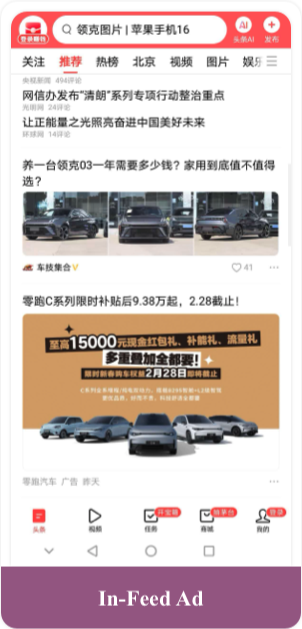 登录领钱
领克图片 | 苹果手机16
AI
头条AI
发布
关注 推荐 热榜 北京 视频 图片 娱乐
央视新闻 494评论
网信办发布“清朗”系列专项行动整治重点
光明网 24评论
让正能量之光照亮奋进中国美好未来
环球网 14评论
养一台领克03一年需要多少钱？家用到底值不值得
选？
车技集合 V
41
零跑C系列限时补贴后9.38万起，2.28截止！
至高15000元现金红包礼、补能礼、流量礼
多重叠加全都要!
限时新春购车权益2月28日即将截止
零跑汽车 广告 昨天
头条
视频
开宝箱
任务
抽茅台
商城
登录
我的
In-Feed Ad